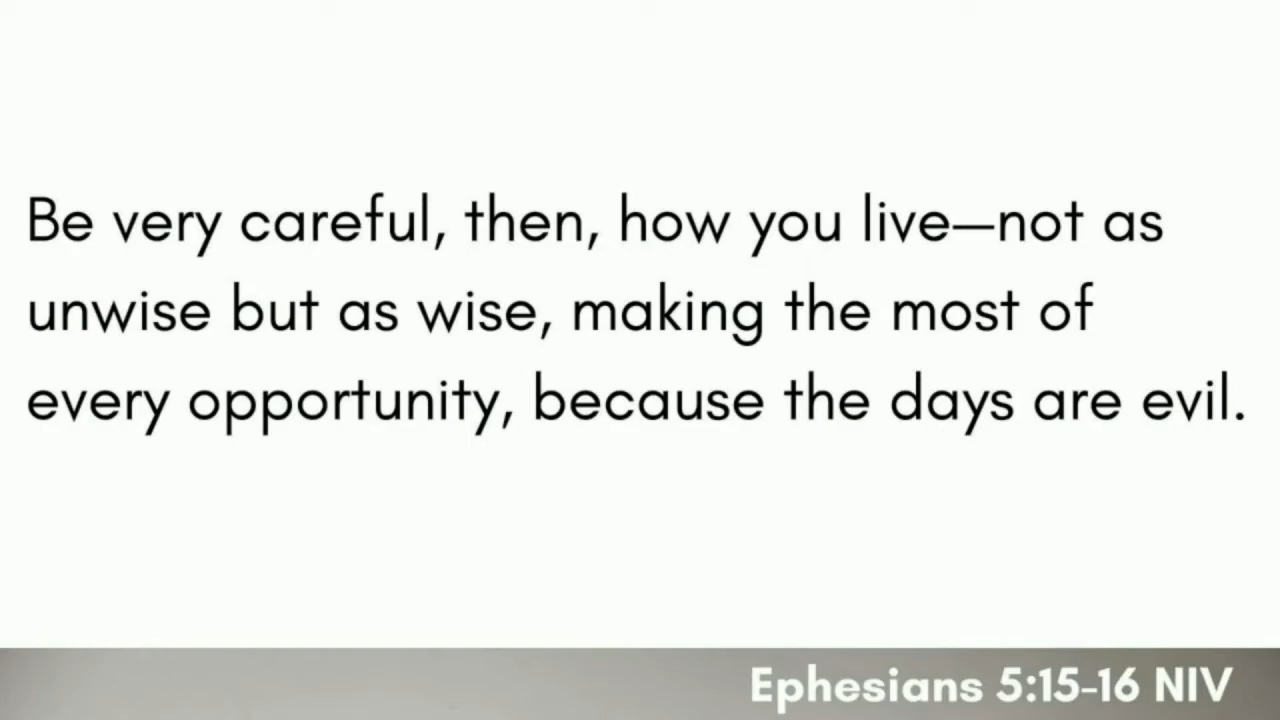 Be very careful, then, how you live—not as
unwise but as wise, making the most of
every opportunity, because the days are evil.
Ephesians 5:15-16 NIV